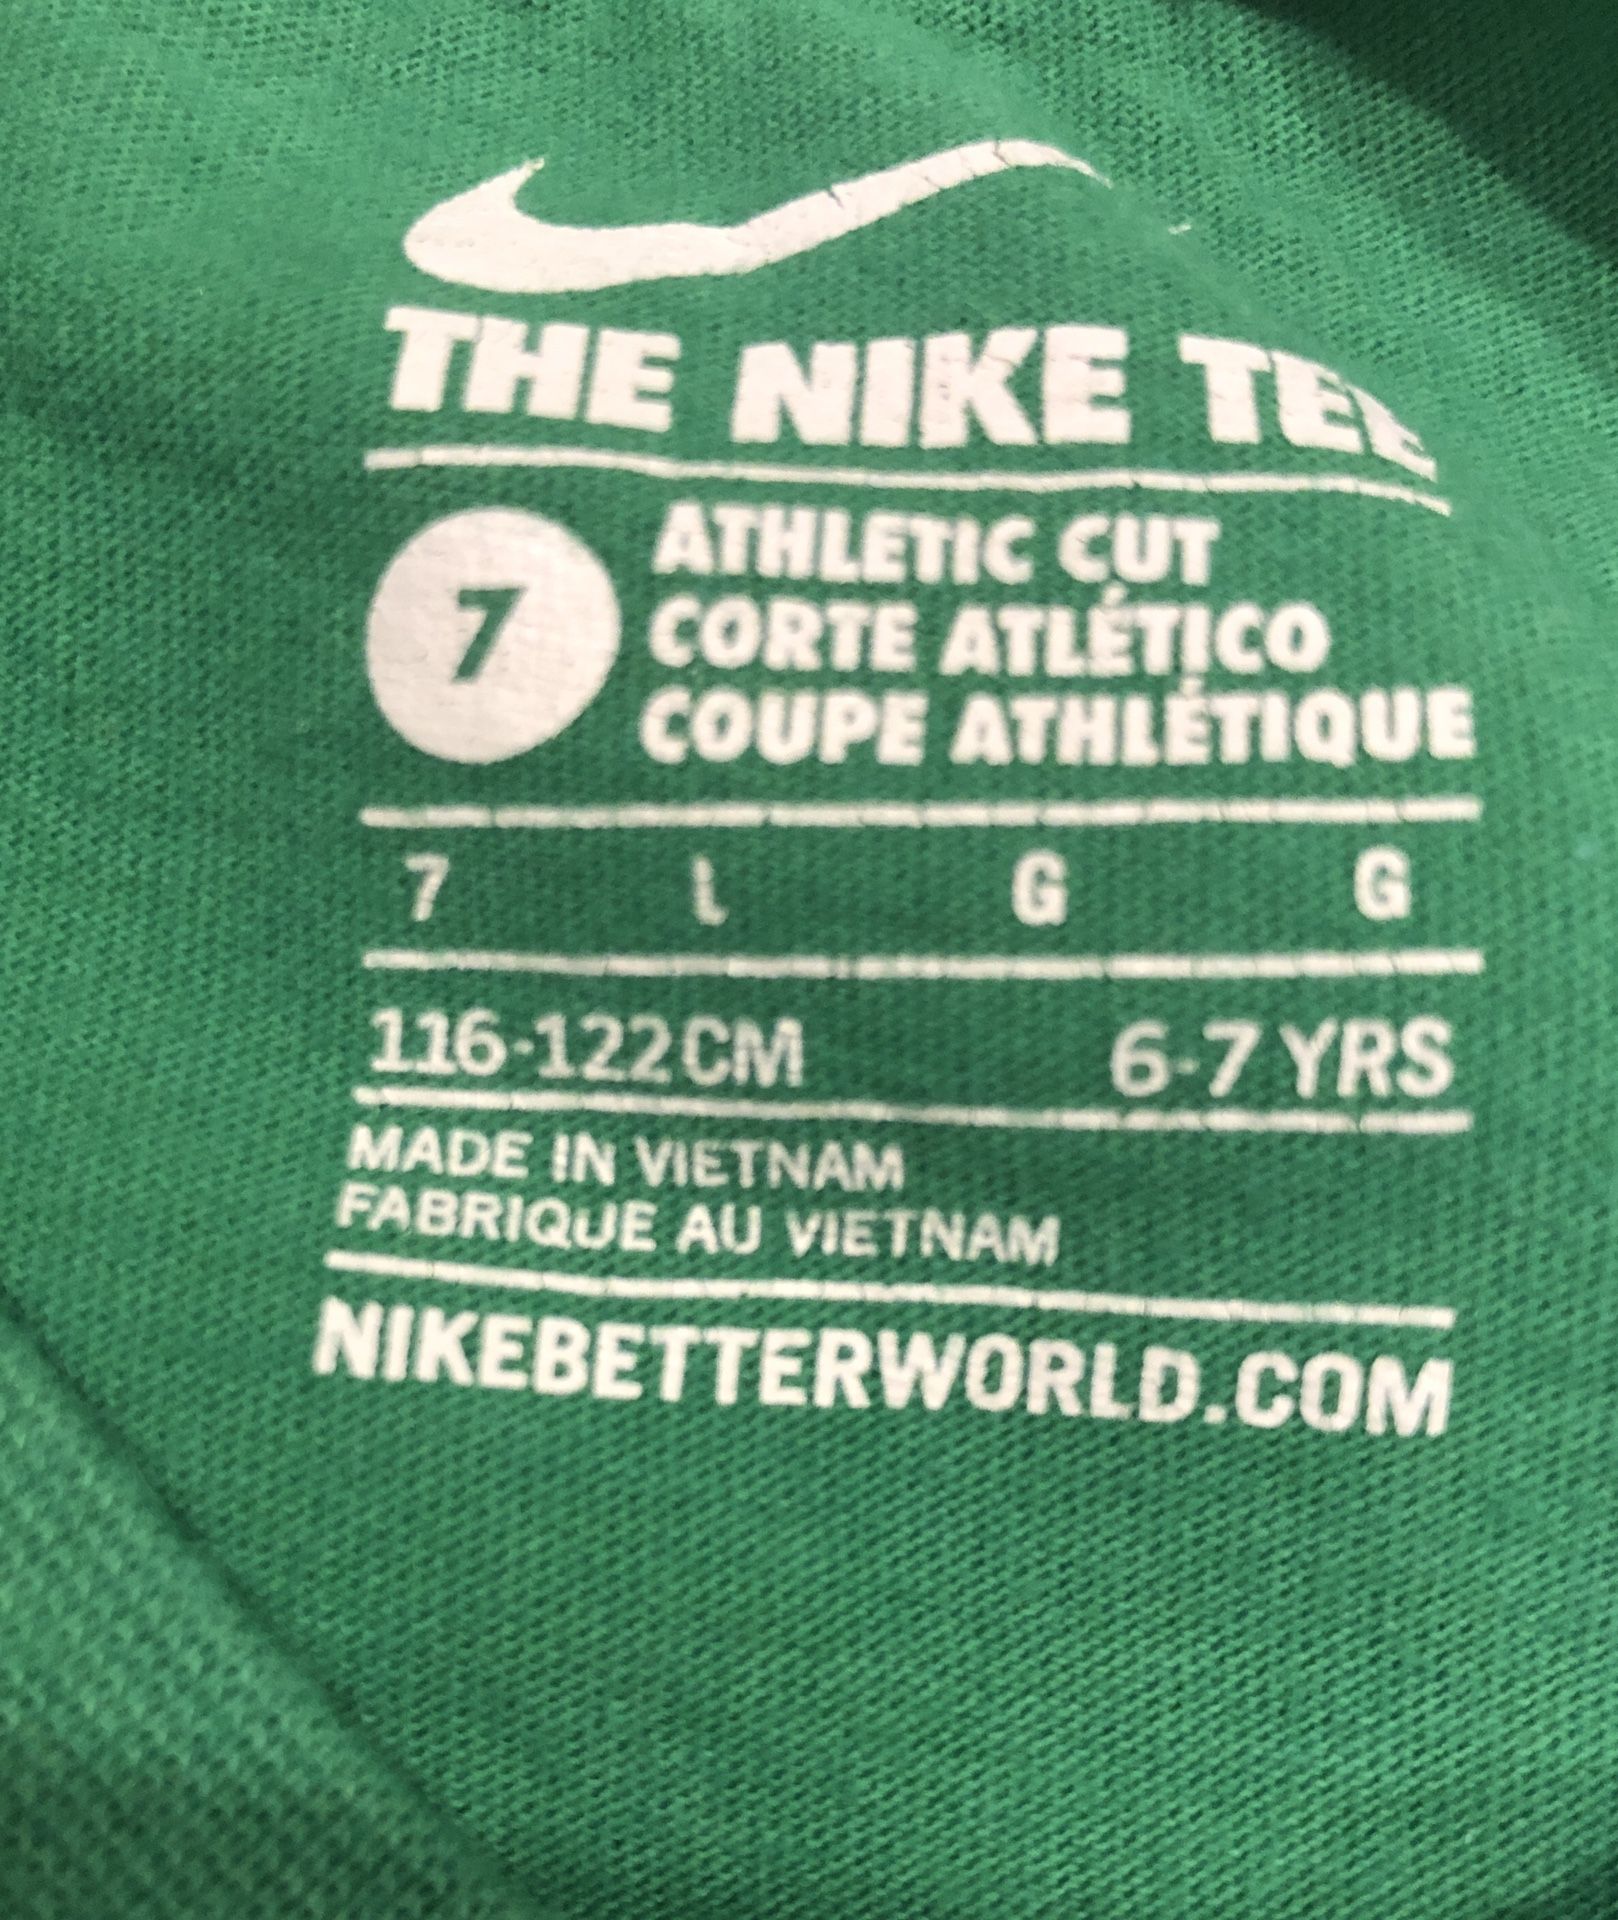 THE NIKE TEE
7
ATHLETIC CUT
CORTE ATLÉTICO
COUPE ATHLÉTIQUE
7 L G G
116-122CM 6-7 YRS
MADE IN VIETNAM
FABRIQUE AU VIETNAM
NIKEBETTERWORLD.COM